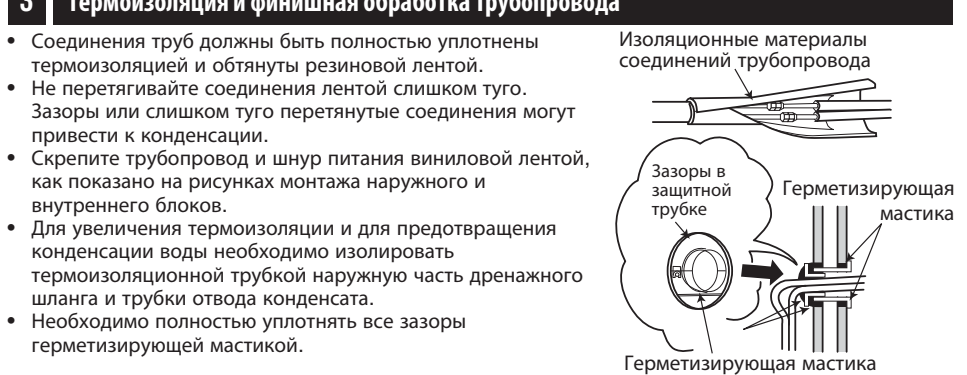 3 Термоизоляция и финишная обработка трубопровода
• Соединения труб должны быть полностью уплотнены
термоизоляцией и обтянуты резиновой лентой.
• Не перетягивайте соединения лентой слишком туго.
Зазоры или слишком туго перетянутые соединения могут
привести к конденсации.
• Скрепите трубопровод и шнур питания виниловой лентой,
как показано на рисунках монтажа наружного и
внутреннего блоков.
• Для увеличения термоизоляции и для предотвращения
конденсации воды необходимо изолировать
термоизоляционной трубкой наружную часть дренажного
шланга и трубки отвода конденсата.
• Необходимо полностью уплотнять все зазоры
герметизирующей мастикой.
Изоляционные материалы
соединений трубопровода
Зазоры в
защитной
трубке
Герметизирующая
мастика
Герметизирующая мастика